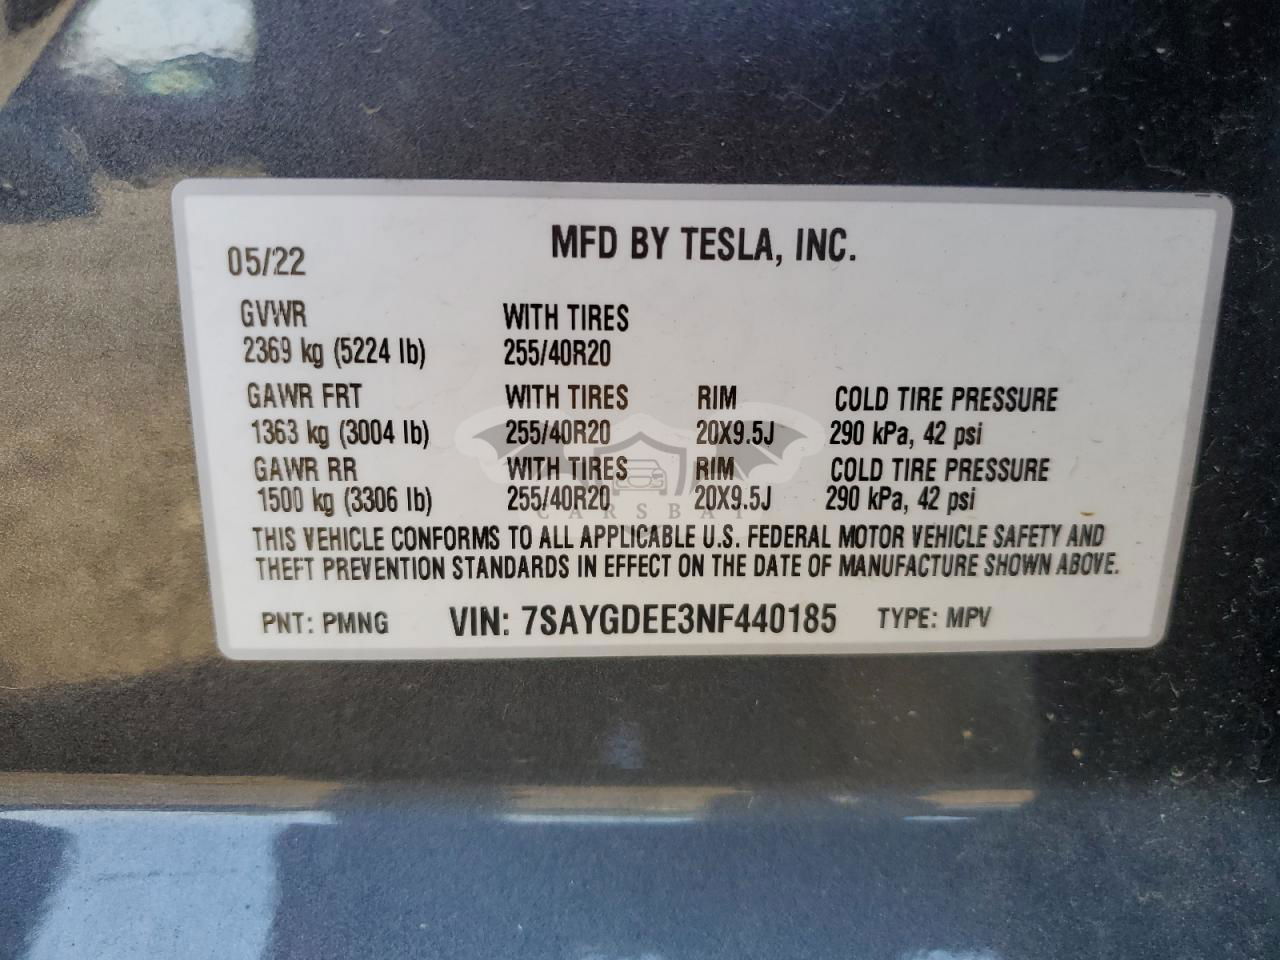 MFD BY TESLA, INC.
05/22
GVWR WITH TIRES
2369 kg (5224 lb) 255/40R20
GAWR FRT WITH TIRES RIM COLD TIRE PRESSURE
1363 kg (3004 lb) 255/40R20 20X9.5J 290 kPa, 42 psi
GAWR RR WITH TIRES RIM COLD TIRE PRESSURE
1500 kg (3306 lb) 255/40R20 20X9.5J 290 kPa, 42 psi
CARSBAT
THIS VEHICLE CONFORMS TO ALL APPLICABLE U.S. FEDERAL MOTOR VEHICLE SAFETY AND
THEFT PREVENTION STANDARDS IN EFFECT ON THE DATE OF MANUFACTURE SHOWN ABOVE.
PNT: PMNG VIN: 7SAYGDEE3NF440185 TYPE: MPV